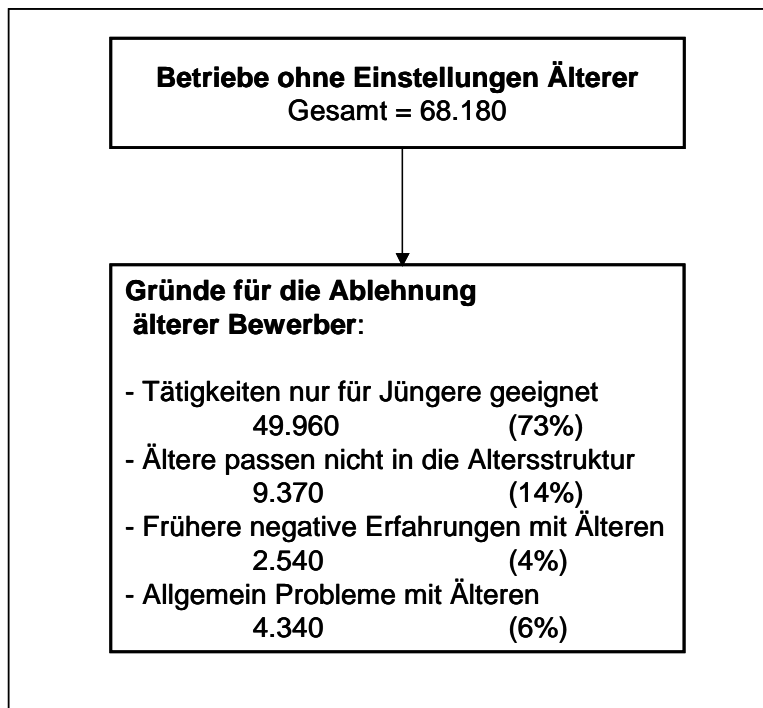 Betriebe ohne Einstellungen Älterer
Gesamt = 68.180
Gründe für die Ablehnung
älterer Bewerber:
- Tätigkeiten nur für Jüngere geeignet
49.960 (73%)
- Ältere passen nicht in die Altersstruktur
9.370 (14%)
- Frühere negative Erfahrungen mit Älteren
2.540 (4%)
- Allgemein Probleme mit Älteren
4.340 (6%)